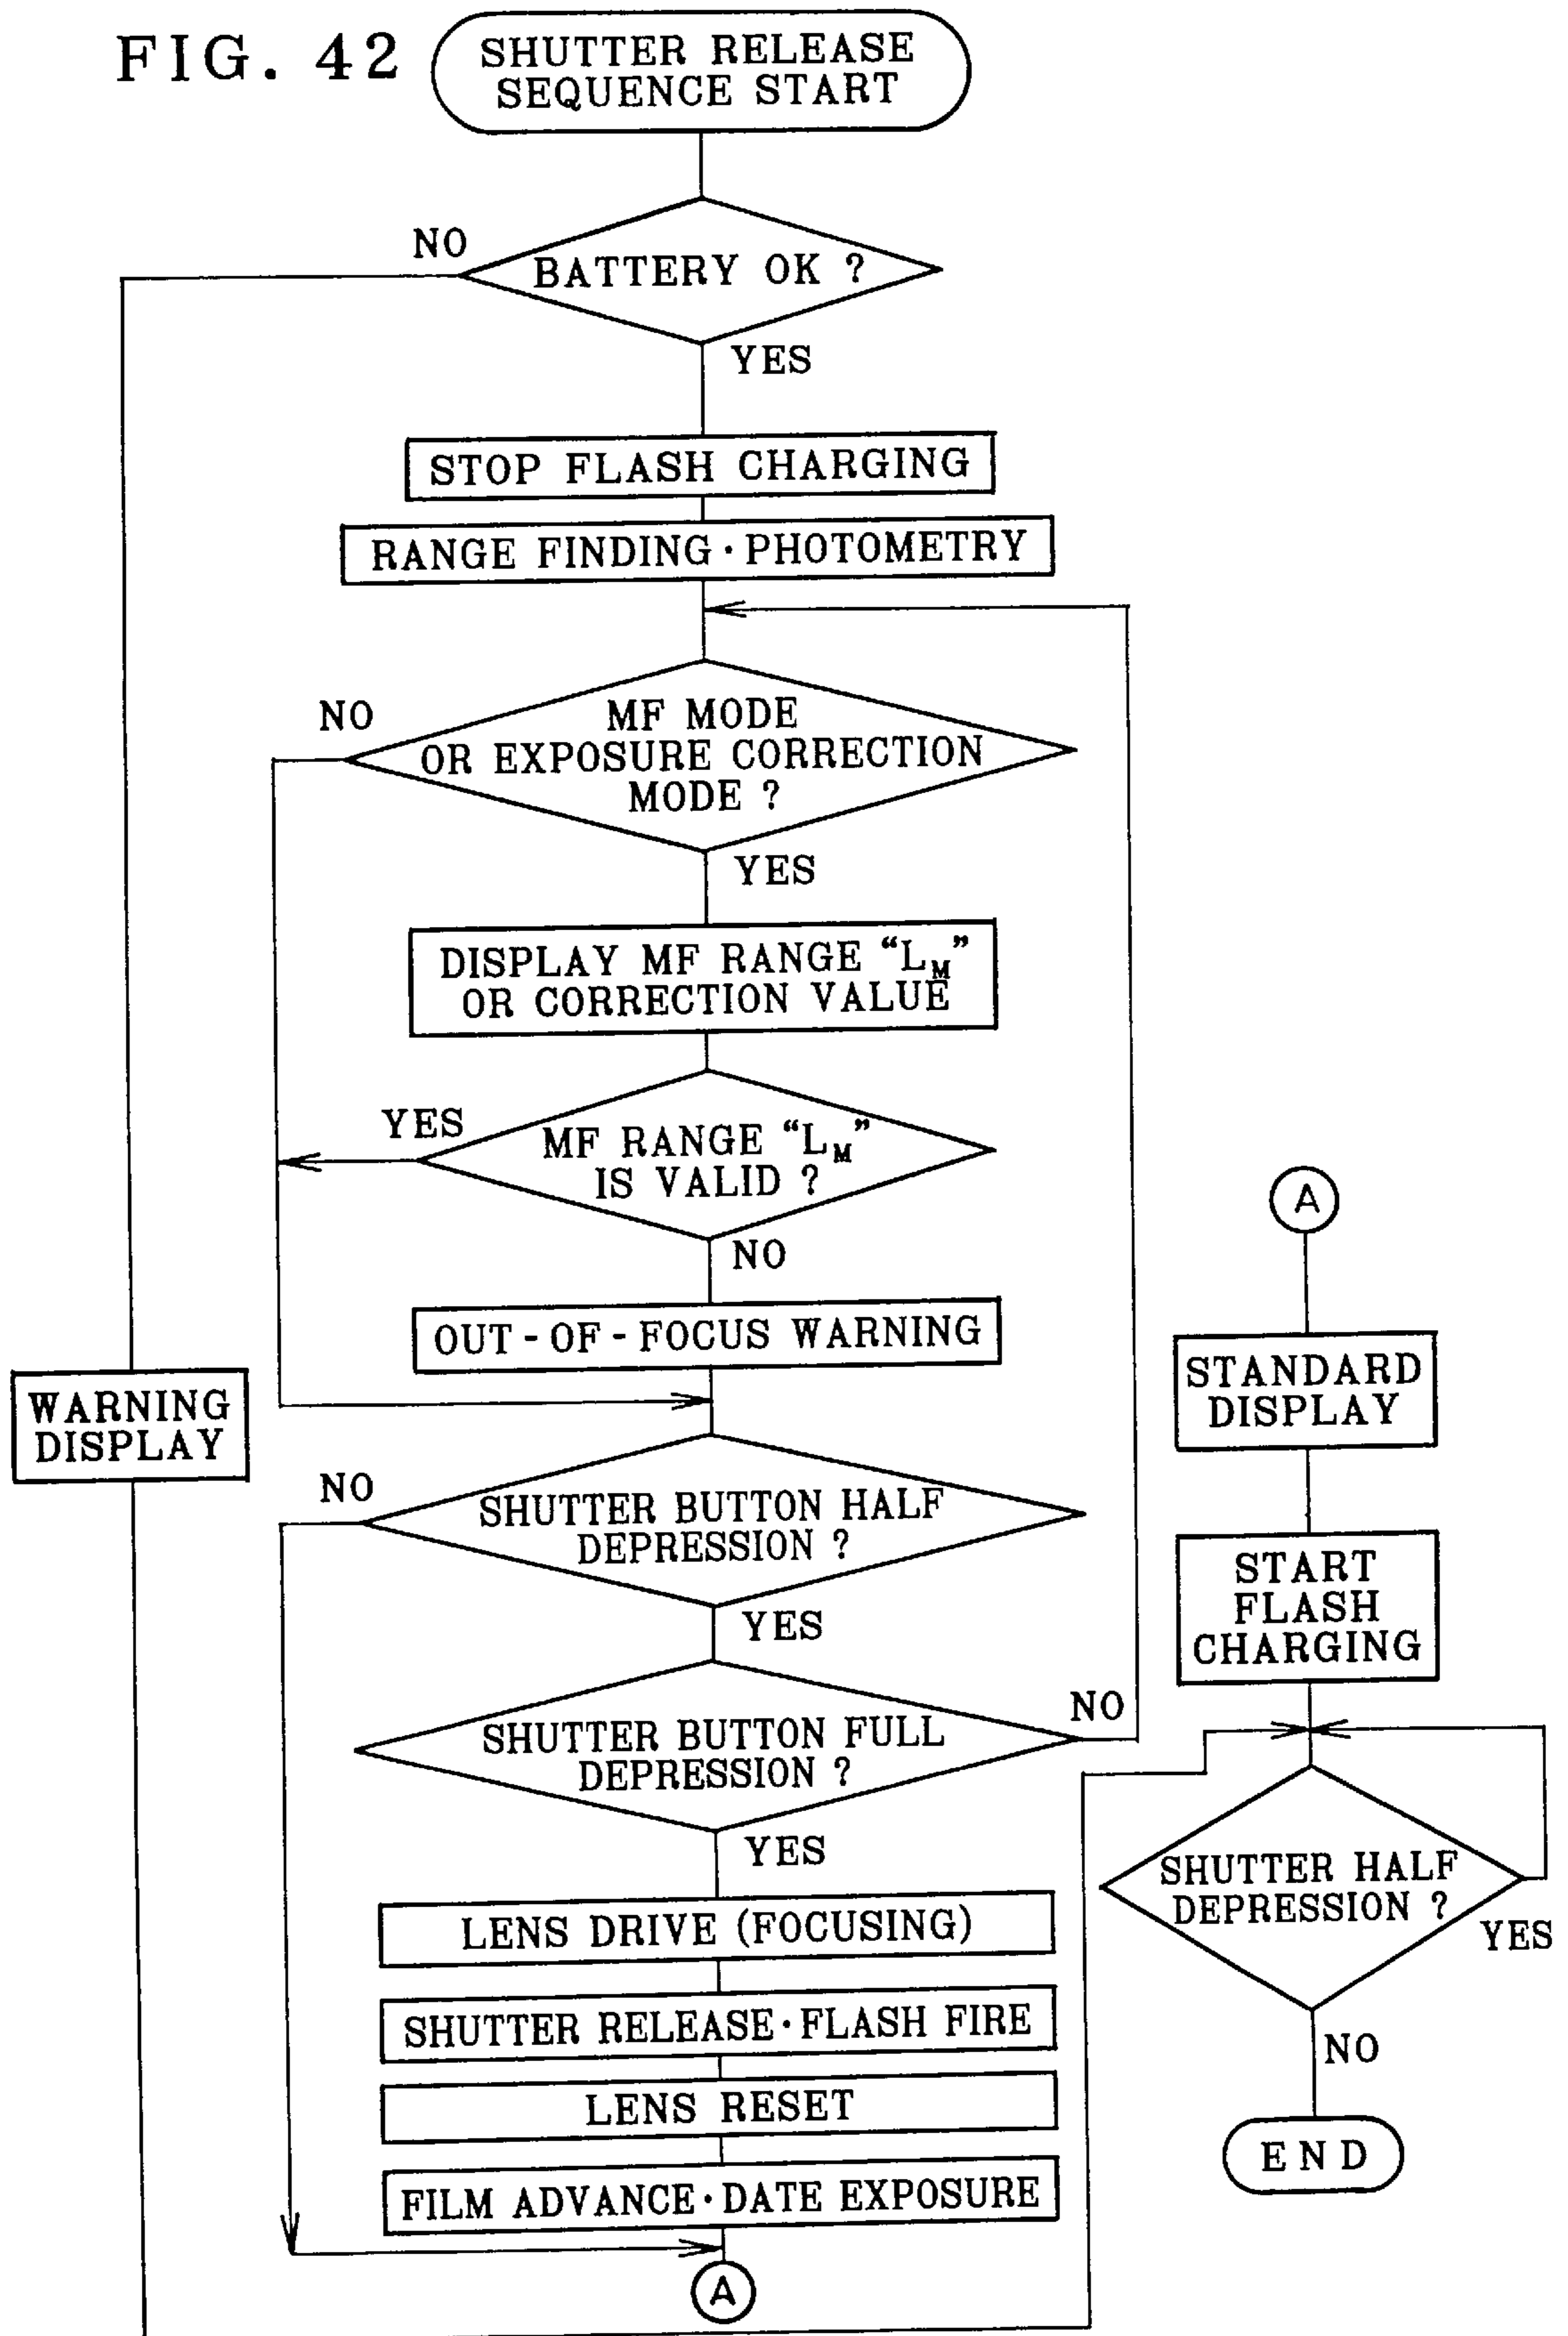 FIG. 42
SHUTTER RELEASE
SEQUENCE START
NO
BATTERY OK ?
YES
STOP FLASH CHARGING
RANGE FINDING・PHOTOMETRY
NO
MF MODE
OR EXPOSURE CORRECTION
MODE ?
YES
DISPLAY MF RANGE “LM”
OR CORRECTION VALUE
YES
MF RANGE “LM”
IS VALID ?
NO
OUT-OF-FOCUS WARNING
WARNING
DISPLAY
NO
SHUTTER BUTTON HALF
DEPRESSION ?
YES
SHUTTER BUTTON FULL
DEPRESSION ?
NO
YES
LENS DRIVE (FOCUSING)
SHUTTER RELEASE・FLASH FIRE
LENS RESET
FILM ADVANCE・DATE EXPOSURE
A
A
STANDARD
DISPLAY
START
FLASH
CHARGING
SHUTTER HALF
DEPRESSION ?
YES
NO
END